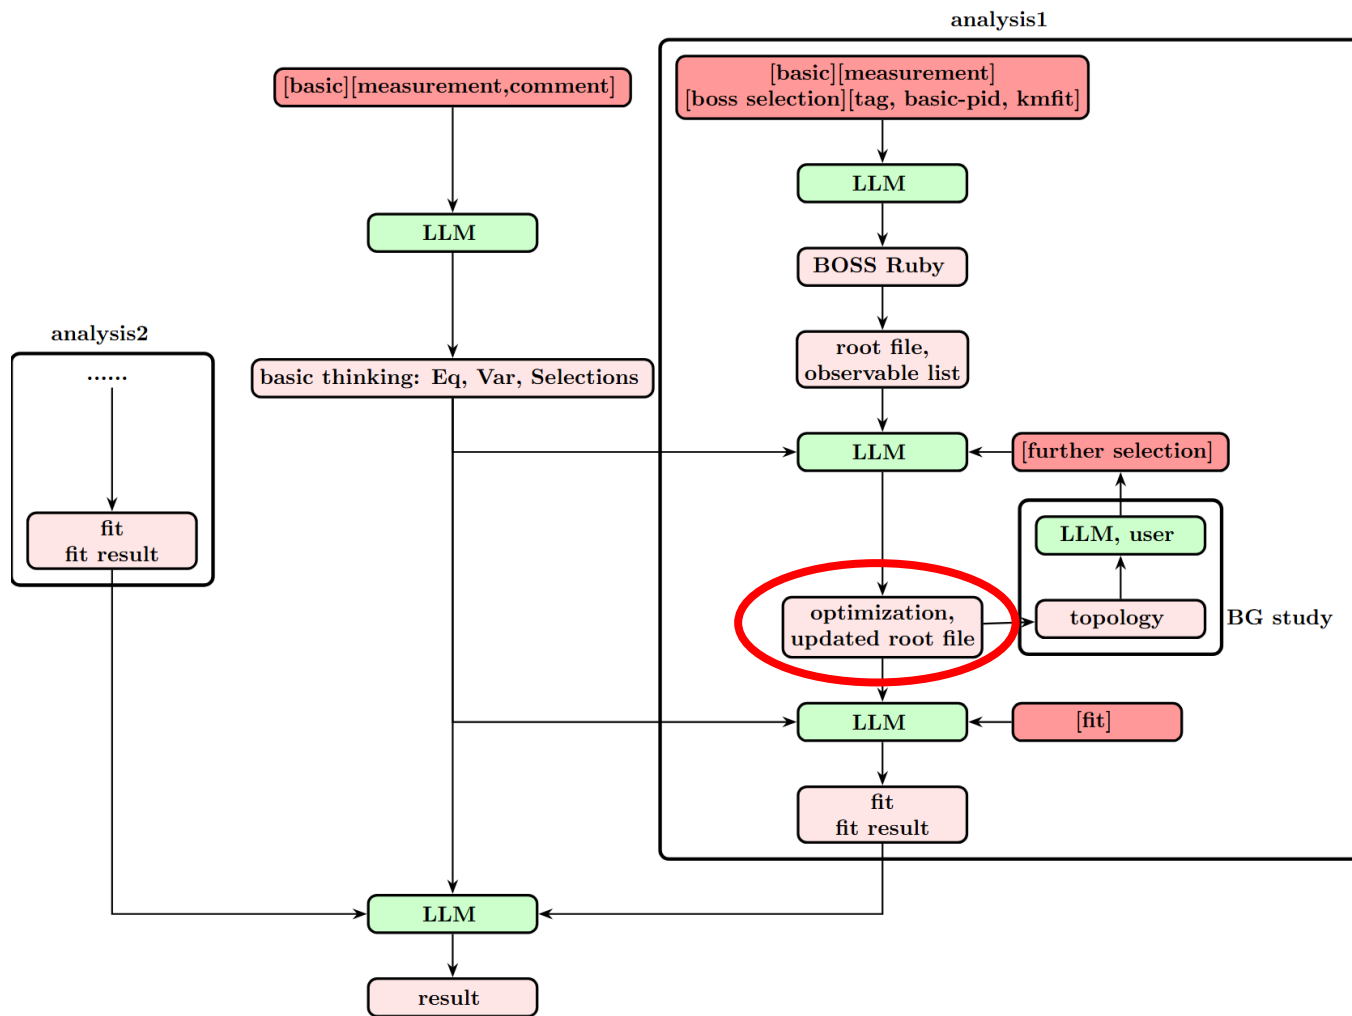 analysis1
[basic][measurement,comment]
[basic][measurement]
[boss selection][tag, basic-pid, kmfit]
LLM
LLM
BOSS Ruby
analysis2
......
fit
fit result
basic thinking: Eq, Var, Selections
root file,
observable list
LLM
[further selection]
LLM, user
topology
BG study
optimization,
updated root file
LLM
[fit]
fit
fit result
LLM
result